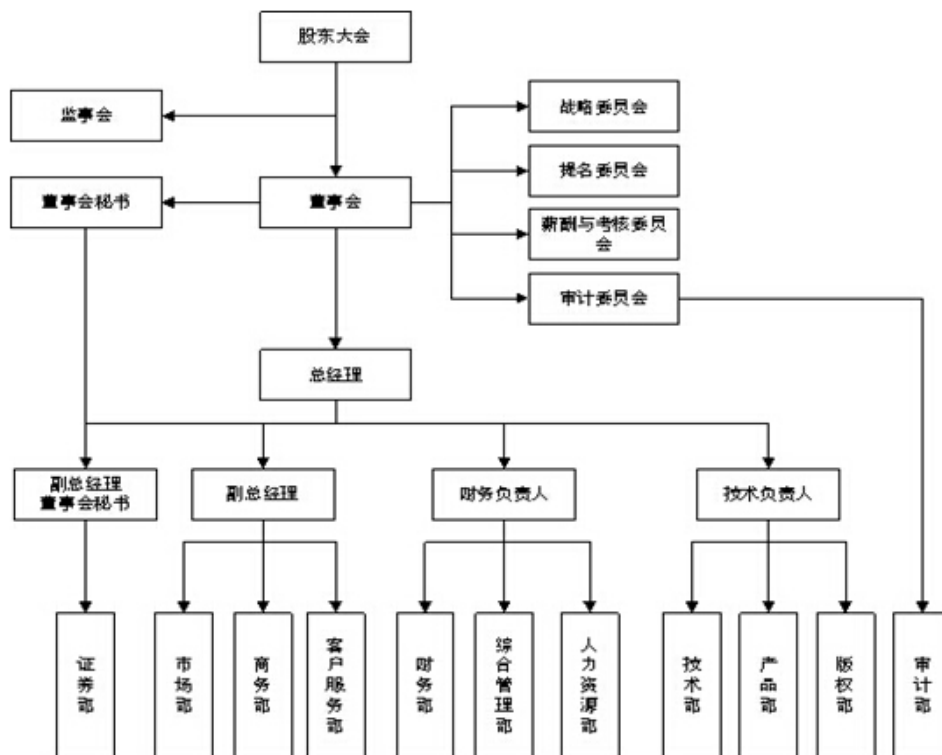 股东大会
监事会
战略委员会
提名委员会
董事会秘书
董事会
薪酬与考核委员
会
审计委员会
总经理
副总经理
董事会秘书
副总经理
财务负责人
技术负责人
证券部
市场部
商务部
客户服务部
财务部
综合管理部
人力资源部
技术部
产品部
版权部
审计部